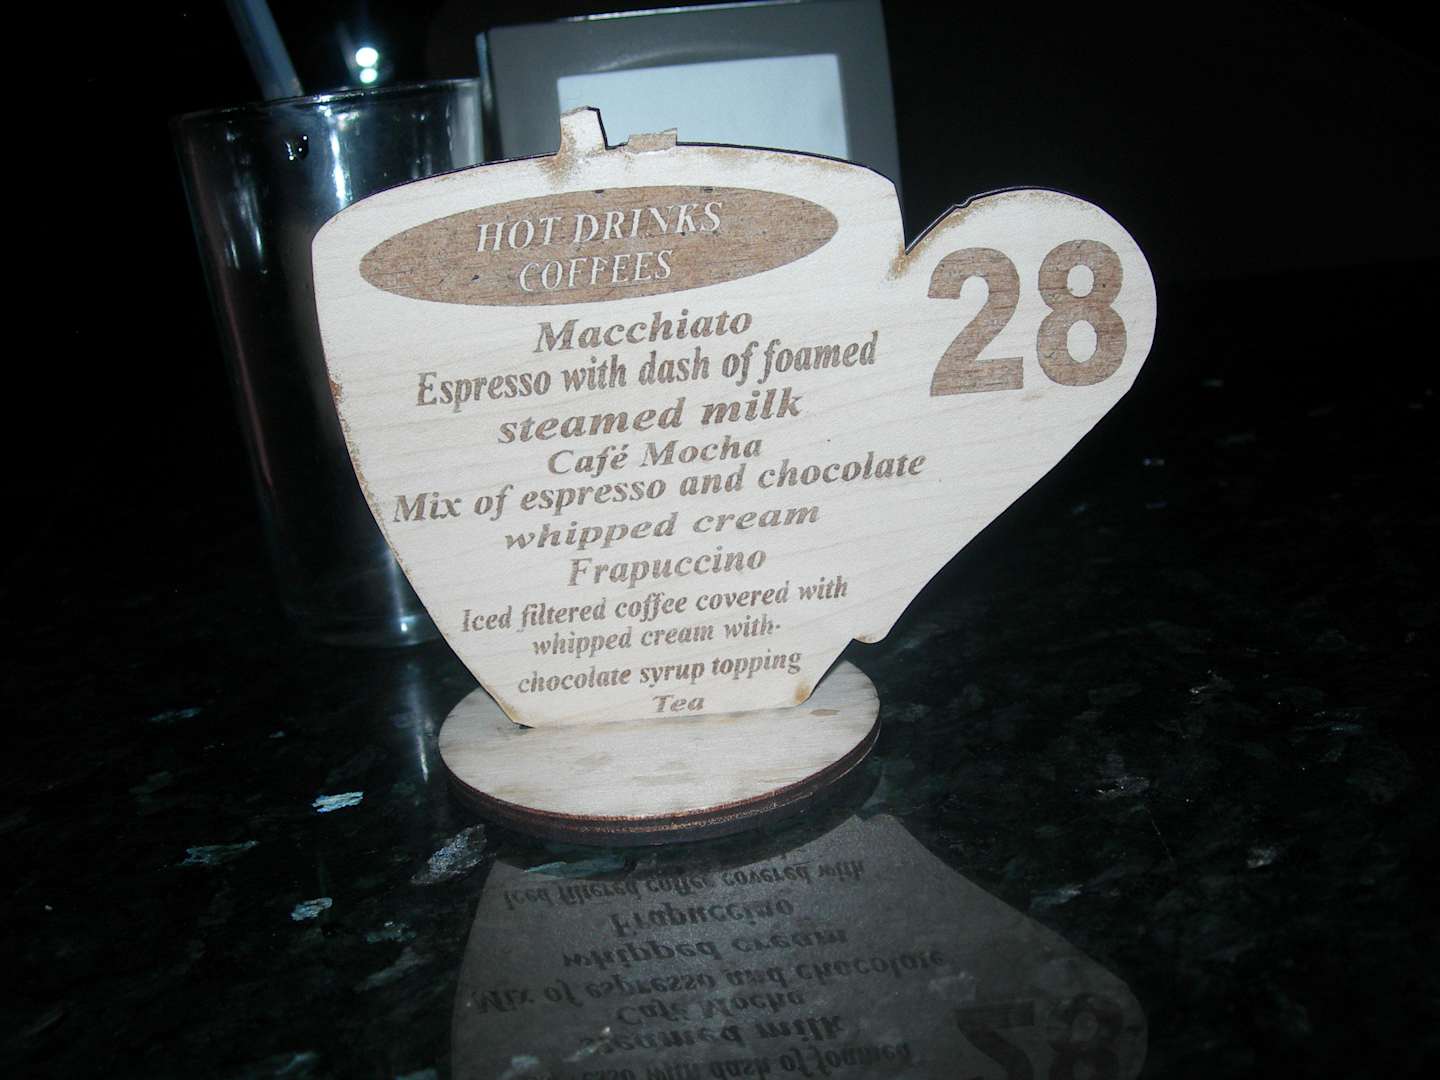 HOT DRINKS
COFFEES
28
Macchiato
Espresso with dash of foamed
steamed milk
Café Mocha
Mix of espresso and chocolate
whipped cream
Frapuccino
Iced filtered coffee covered with
whipped cream with
chocolate syrup topping
Tea